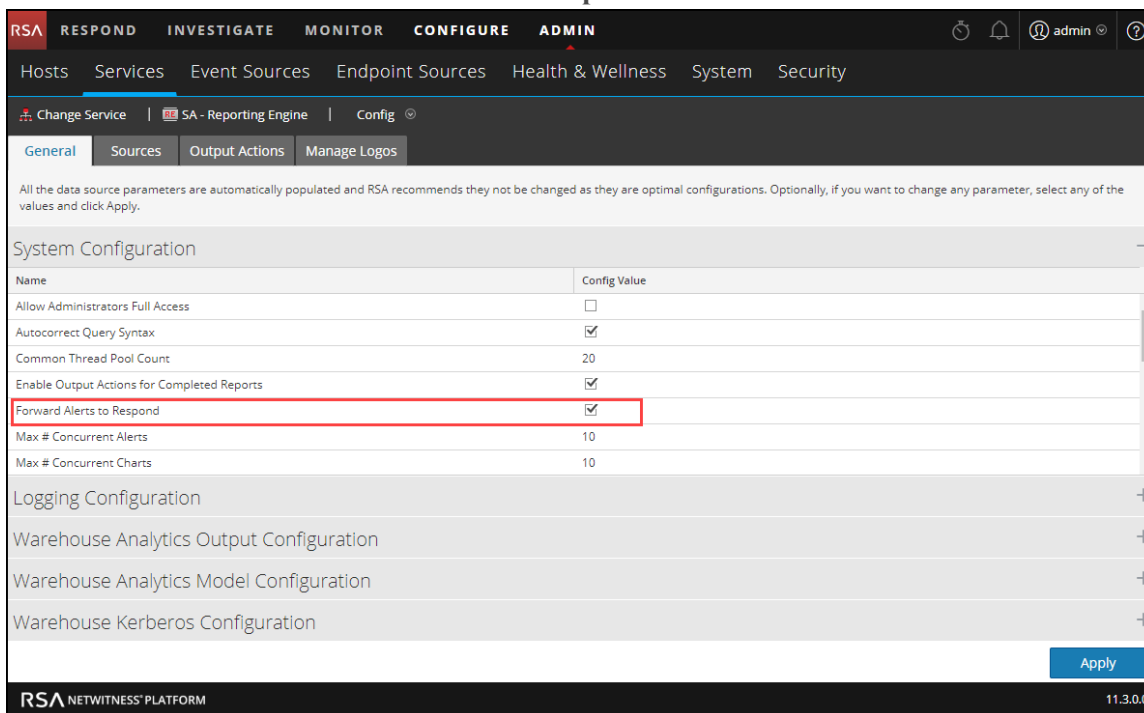 RSA RESPOND INVESTIGATE MONITOR CONFIGURE ADMIN admin
Hosts Services Event Sources Endpoint Sources Health & Wellness System Security
Change Service | RE SA - Reporting Engine | Config
General Sources Output Actions Manage Logos
All the data source parameters are automatically populated and RSA recommends they not be changed as they are optimal configurations. Optionally, if you want to change any parameter, select any of the
values and click Apply.
System Configuration
Name Config Value
Allow Administrators Full Access
Autocorrect Query Syntax
Common Thread Pool Count 20
Enable Output Actions for Completed Reports
Forward Alerts to Respond
Max # Concurrent Alerts 10
Max # Concurrent Charts 10
Logging Configuration
Warehouse Analytics Output Configuration
Warehouse Analytics Model Configuration
Warehouse Kerberos Configuration
Apply
RSA NETWITNESS® PLATFORM 11.3.0.